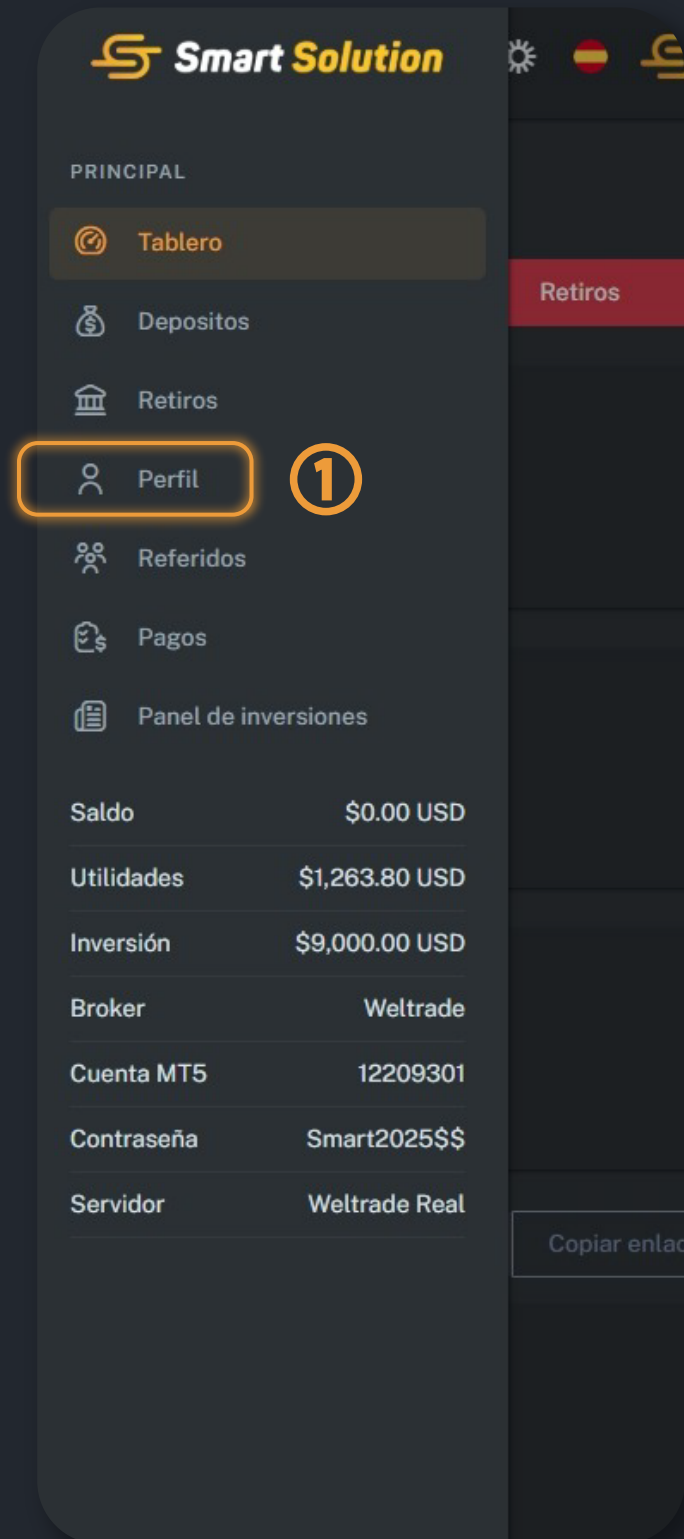 Smart Solution
PRINCIPAL
Tablero
Depositos
Retiros
Retiros
Perfil
1
Referidos
Pagos
Panel de inversiones
Saldo $0.00 USD
Utilidades $1,263.80 USD
Inversión $9,000.00 USD
Broker Weltrade
Cuenta MT5 12209301
Contraseña Smart2025$$
Servidor Weltrade Real
Copiar enlac